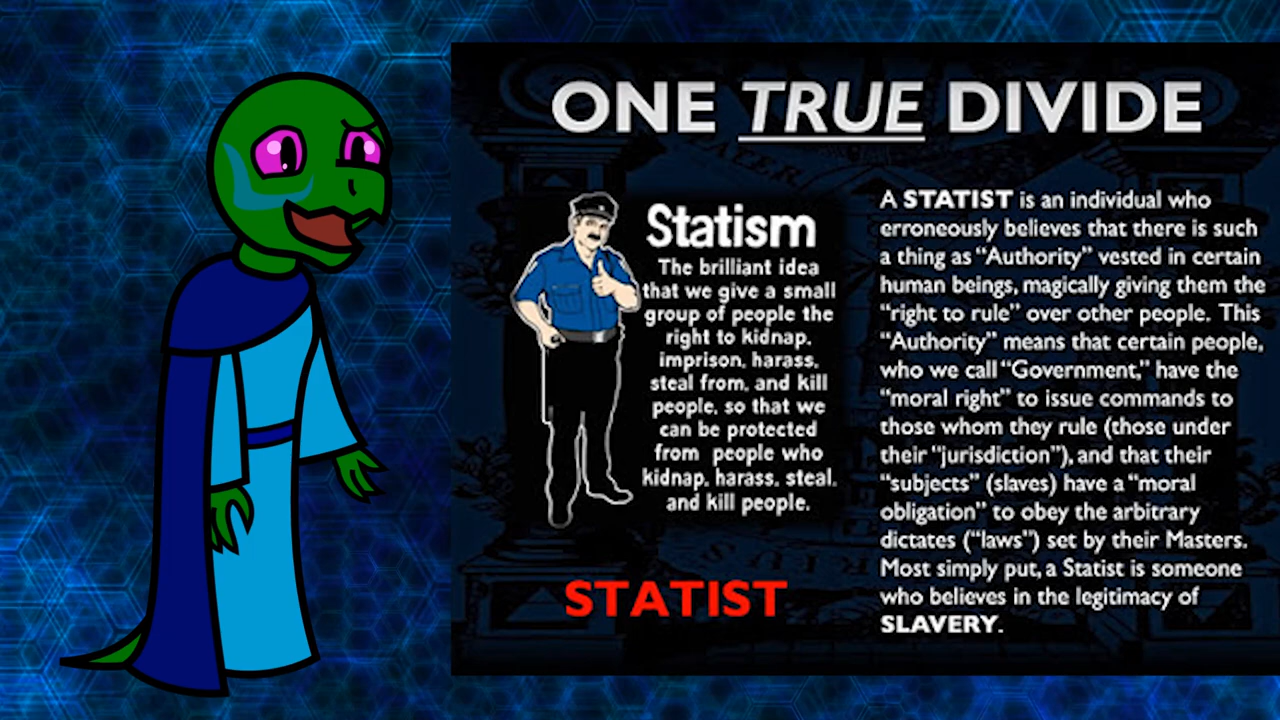 ONE TRUE DIVIDE
Statism
The brilliant idea
that we give a small
group of people the
right to kidnap,
imprison, harass,
steal from, and kill
people, so that we
can be protected
from people who
kidnap, harass, steal,
and kill people.
STATIST
A STATIST is an individual who
erroneously believes that there is such
a thing as “Authority” vested in certain
human beings, magically giving them the
“right to rule” over other people. This
“Authority” means that certain people,
who we call “Government,” have the
“moral right” to issue commands to
those whom they rule (those under
their “jurisdiction”), and that their
“subjects” (slaves) have a “moral
obligation” to obey the arbitrary
dictates (“laws”) set by their Masters.
Most simply put, a Statist is someone
who believes in the legitimacy of
SLAVERY.